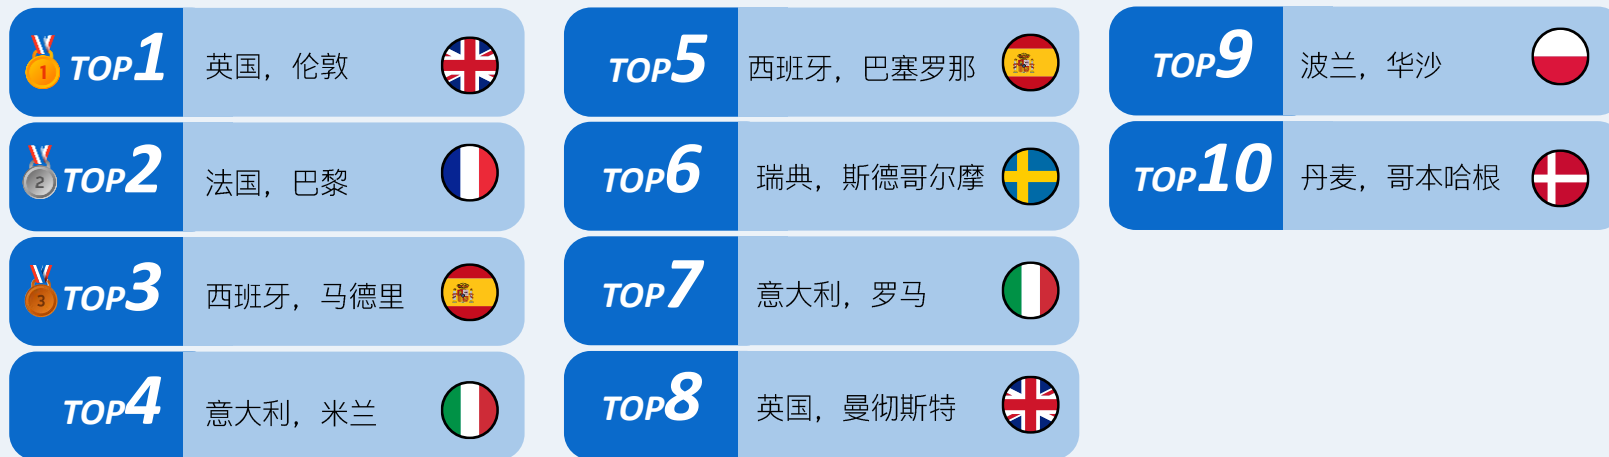 1
TOP1 英国，伦敦
2
TOP2 法国，巴黎
3
TOP3 西班牙，马德里
TOP4 意大利，米兰
TOP5 西班牙，巴塞罗那
TOP6 瑞典，斯德哥尔摩
TOP7 意大利，罗马
TOP8 英国，曼彻斯特
TOP9 波兰，华沙
TOP10 丹麦，哥本哈根